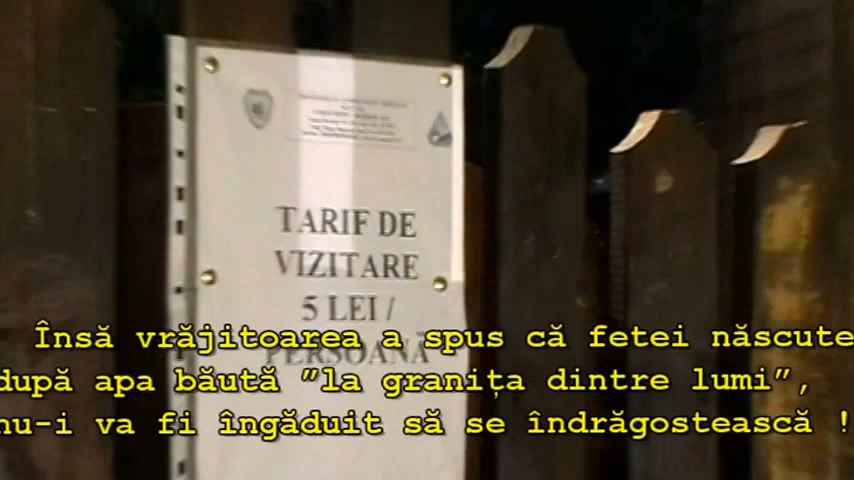 TARIF DE
VIZITARE
5 LEI /
PERSOANĂ
Însă vrăjitoarea a spus că fetei născute
după apa băută ”la granița dintre lumi”,
nu-i va fi îngăduit să se îndrăgostească !